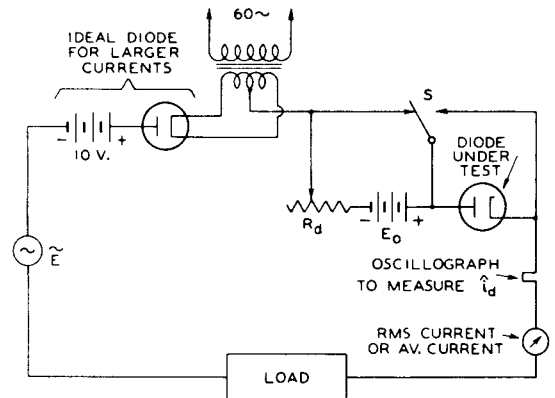 60~
IDEAL DIODE
FOR LARGER
CURRENTS
- +
10 V.
S
DIODE
UNDER
TEST
R_d
- +
E_o
Ẽ
OSCILLOGRAPH
TO MEASURE î_d
RMS CURRENT
OR AV. CURRENT
LOAD